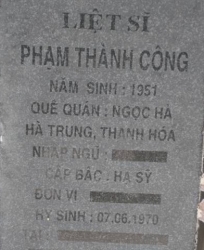 LIỆT SĨ
PHẠM THÀNH CÔNG
NĂM SINH : 1951
QUÊ QUÁN : NGỌC HÀ
HÀ TRUNG, THANH HÓA
NHẬP NGŨ :
CẤP BẬC : HẠ SỸ
ĐƠN VỊ :
HY SINH : 07.06.1970
TẠI :